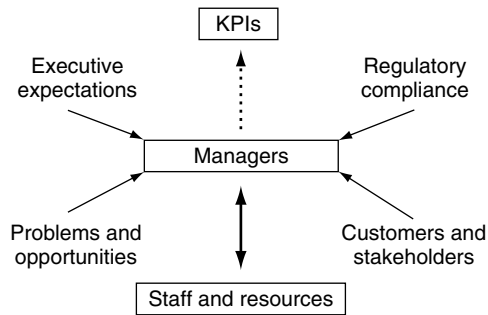 KPIs
Executive
expectations
Regulatory
compliance
Managers
Problems and
opportunities
Customers and
stakeholders
Staff and resources